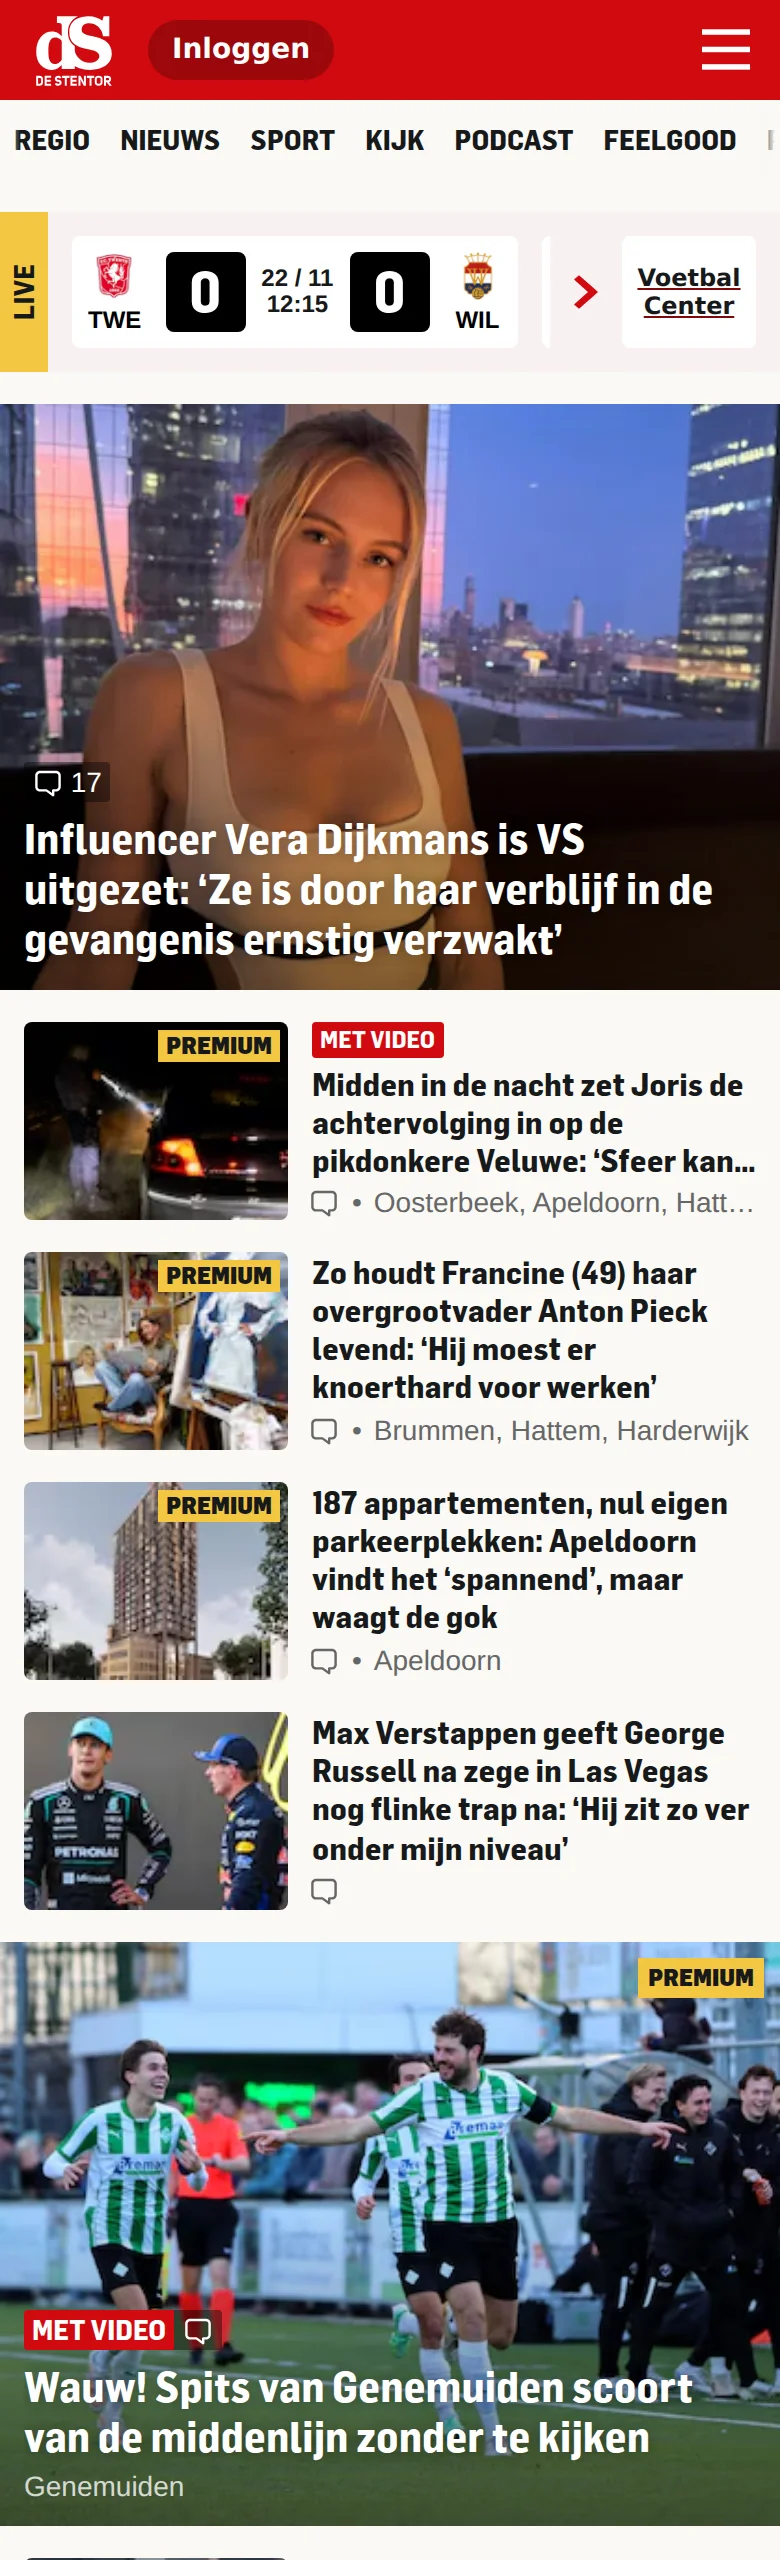 dS
DE STENTOR
Inloggen
REGIO NIEUWS SPORT KIJK PODCAST FEELGOOD
LIVE
TWE
0
22 / 11
12:15
0
WIL
Voetbal
Center
17
Influencer Vera Dijkmans is VS
uitgezet: ‘Ze is door haar verblijf in de
gevangenis ernstig verzwakt’
PREMIUM
MET VIDEO
Midden in de nacht zet Joris de
achtervolging in op de
pikdonkere Veluwe: ‘Sfeer kan...
• Oosterbeek, Apeldoorn, Hatt...
PREMIUM
Zo houdt Francine (49) haar
overgrootvader Anton Pieck
levend: ‘Hij moest er
knoerthard voor werken’
• Brummen, Hattem, Harderwijk
PREMIUM
187 appartementen, nul eigen
parkeerplekken: Apeldoorn
vindt het ‘spannend’, maar
waagt de gok
• Apeldoorn
PETRONAS
Microsoft
Max Verstappen geeft George
Russell na zege in Las Vegas
nog flinke trap na: ‘Hij zit zo ver
onder mijn niveau’
PREMIUM
Bremas
Bremas
MET VIDEO
Wauw! Spits van Genemuiden scoort
van de middenlijn zonder te kijken
Genemuiden